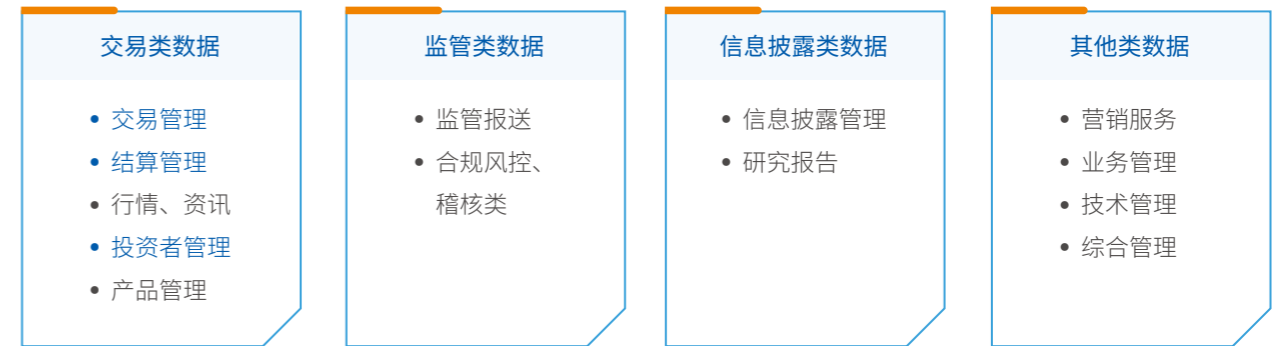 交易类数据
• 交易管理
• 结算管理
• 行情、资讯
• 投资者管理
• 产品管理
监管类数据
• 监管报送
• 合规风控、
稽核类
信息披露类数据
• 信息披露管理
• 研究报告
其他类数据
• 营销服务
• 业务管理
• 技术管理
• 综合管理